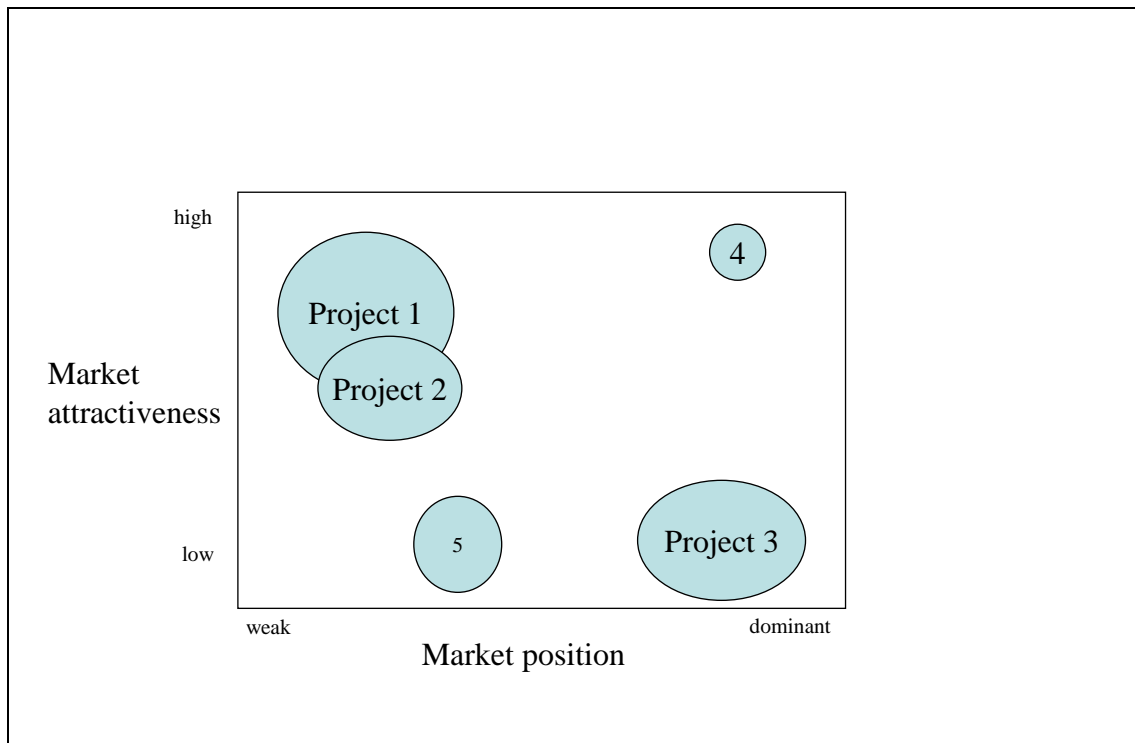 high
4
Project 1
Market
attractiveness
Project 2
low
5
Project 3
weak
dominant
Market position